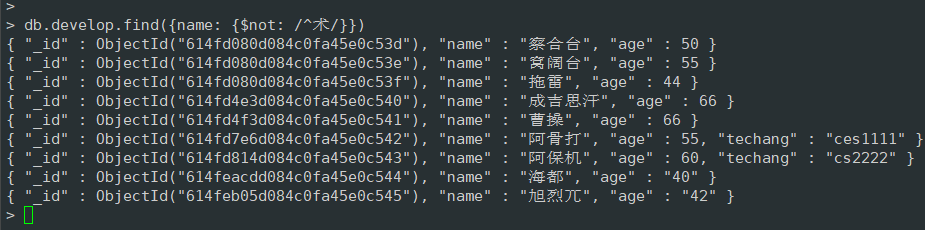 >
> db.develop.find({name: {$not: /^术/}})
{ "_id" : ObjectId("614fd080d084c0fa45e0c53d"), "name" : "察合台", "age" : 50 }
{ "_id" : ObjectId("614fd080d084c0fa45e0c53e"), "name" : "窝阔台", "age" : 55 }
{ "_id" : ObjectId("614fd080d084c0fa45e0c53f"), "name" : "拖雷", "age" : 44 }
{ "_id" : ObjectId("614fd4e3d084c0fa45e0c540"), "name" : "成吉思汗", "age" : 66 }
{ "_id" : ObjectId("614fd4f3d084c0fa45e0c541"), "name" : "曹操", "age" : 66 }
{ "_id" : ObjectId("614fd7e6d084c0fa45e0c542"), "name" : "阿骨打", "age" : 55, "techang" : "ces1111" }
{ "_id" : ObjectId("614fd814d084c0fa45e0c543"), "name" : "阿保机", "age" : 60, "techang" : "cs2222" }
{ "_id" : ObjectId("614feacdd084c0fa45e0c544"), "name" : "海都", "age" : "40" }
{ "_id" : ObjectId("614feb05d084c0fa45e0c545"), "name" : "旭烈兀", "age" : "42" }
>